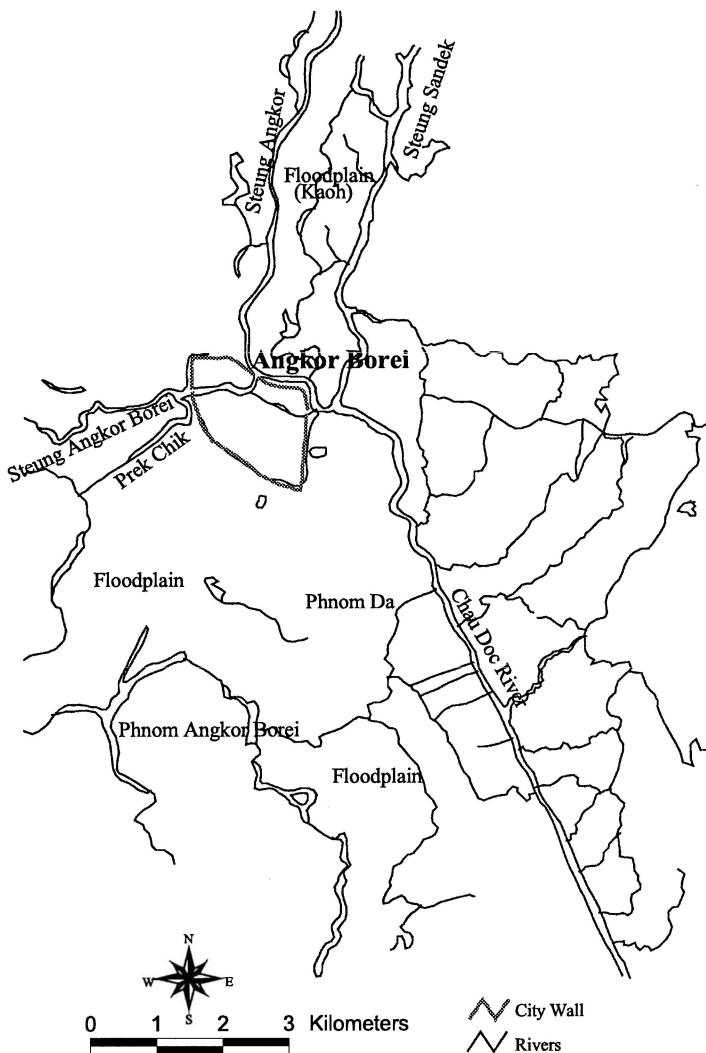 Steung Angkor
Steung Sandek
Floodplain
(Kaoh)
Angkor Borei
Steung Angkor Borei
Prek Chik
Floodplain
Phnom Da
Chau Doc River
Phnom Angkor Borei
Floodplain
N
W E
S
0 1 2 3 Kilometers
City Wall
Rivers